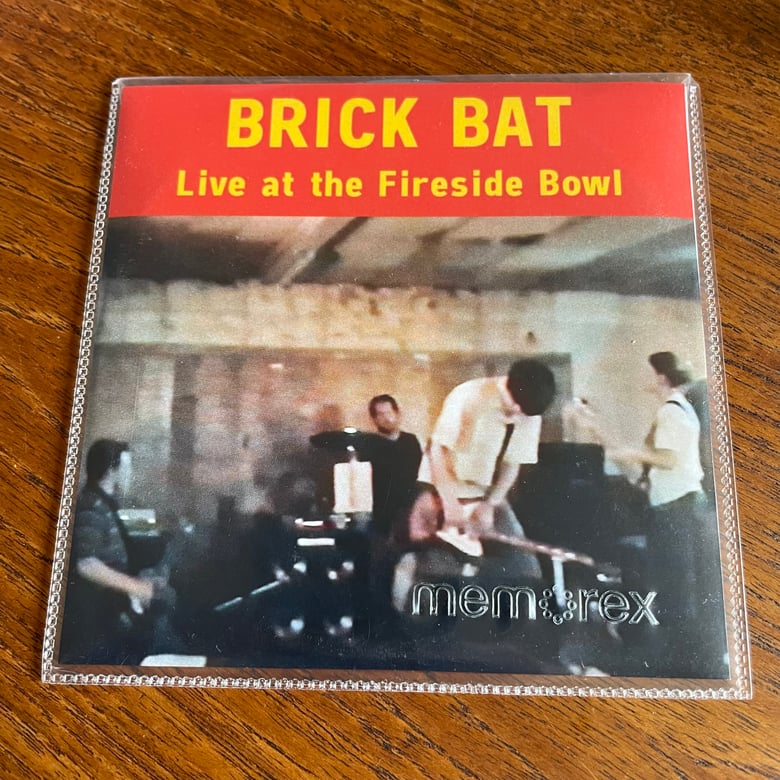 BRICK BAT
Live at the Fireside Bowl
memorex